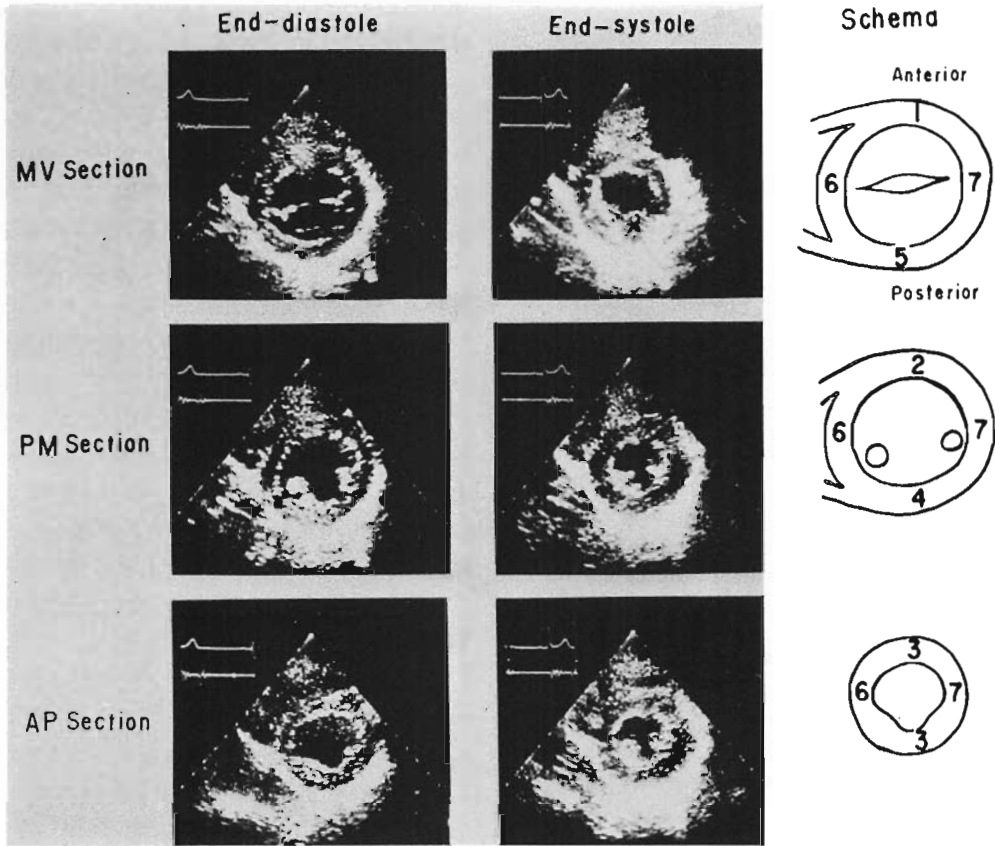 End-diastole
End-systole
Schema
MV Section
Anterior
1
6
7
5
Posterior
PM Section
2
6
7
4
AP Section
3
6
7
3